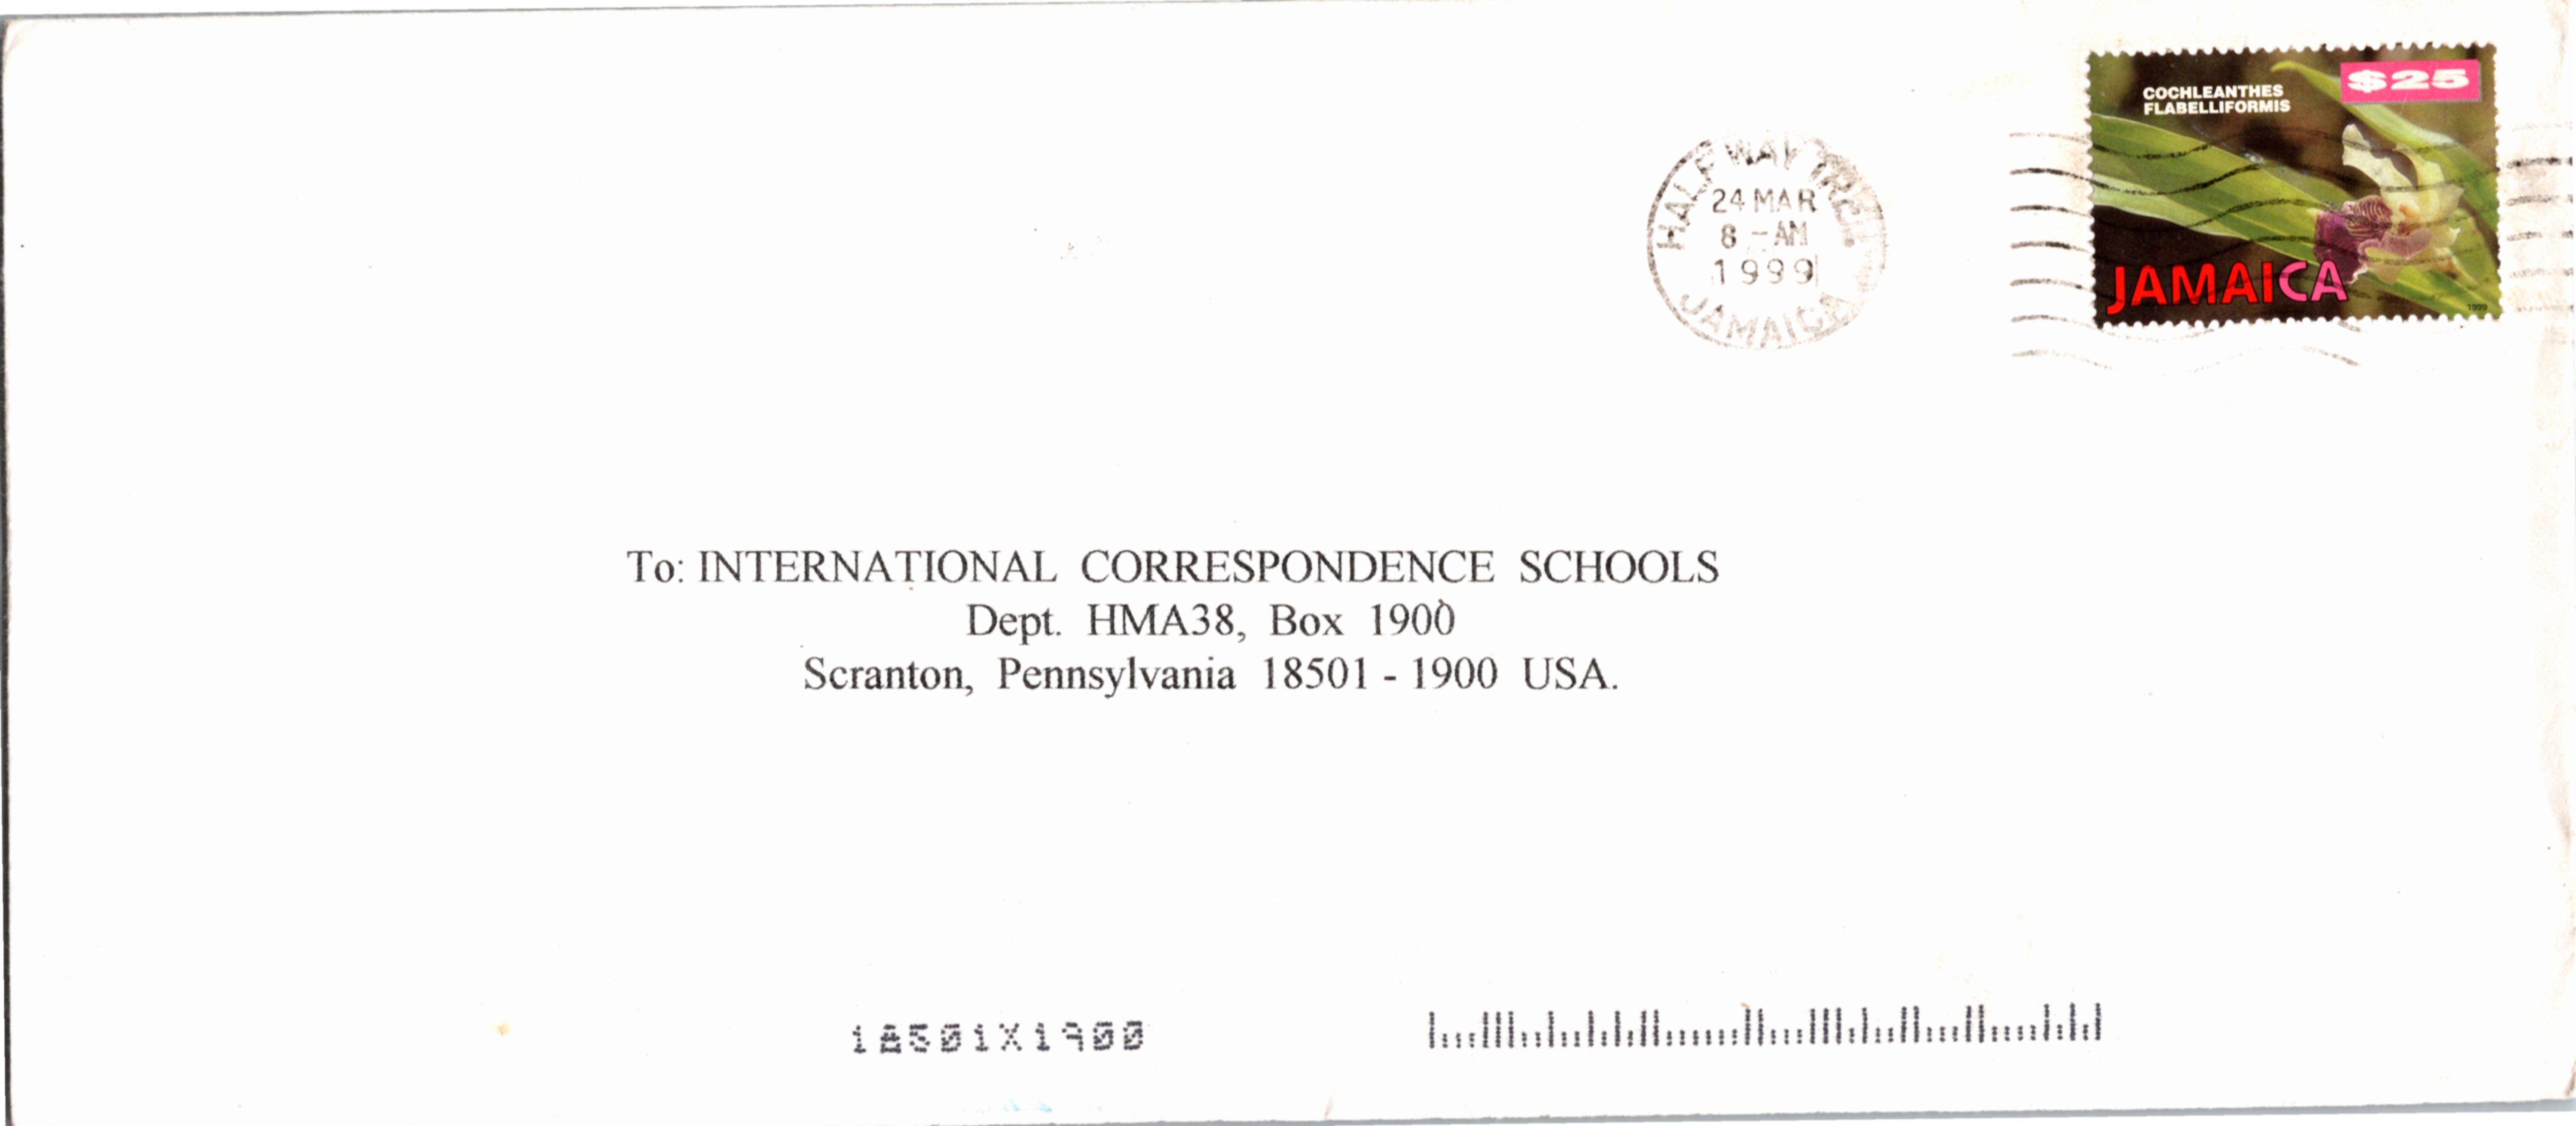 COCHLEANTHES
FLABELLIFORMIS
$25
JAMAICA
1999
HALF WAY TREE
24 MAR
8 - AM
1999
JAMAICA
To: INTERNATIONAL CORRESPONDENCE SCHOOLS
Dept. HMA38, Box 1900
Scranton, Pennsylvania 18501 - 1900 USA.
18501X1900